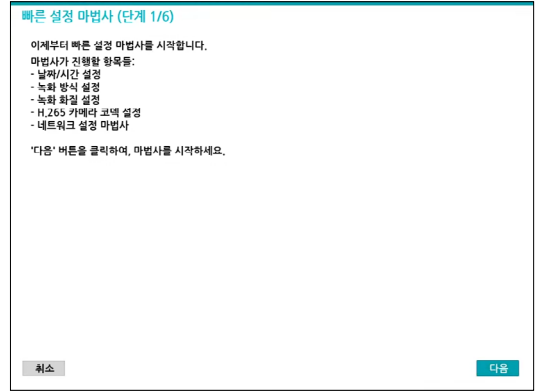 빠른 설정 마법사 (단계 1/6)
이제부터 빠른 설정 마법사를 시작합니다.
마법사가 진행할 항목들:
- 날짜/시간 설정
- 녹화 방식 설정
- 녹화 화질 설정
- H.265 카메라 코덱 설정
- 네트워크 설정 마법사
'다음' 버튼을 클릭하여, 마법사를 시작하세요.
취소
다음